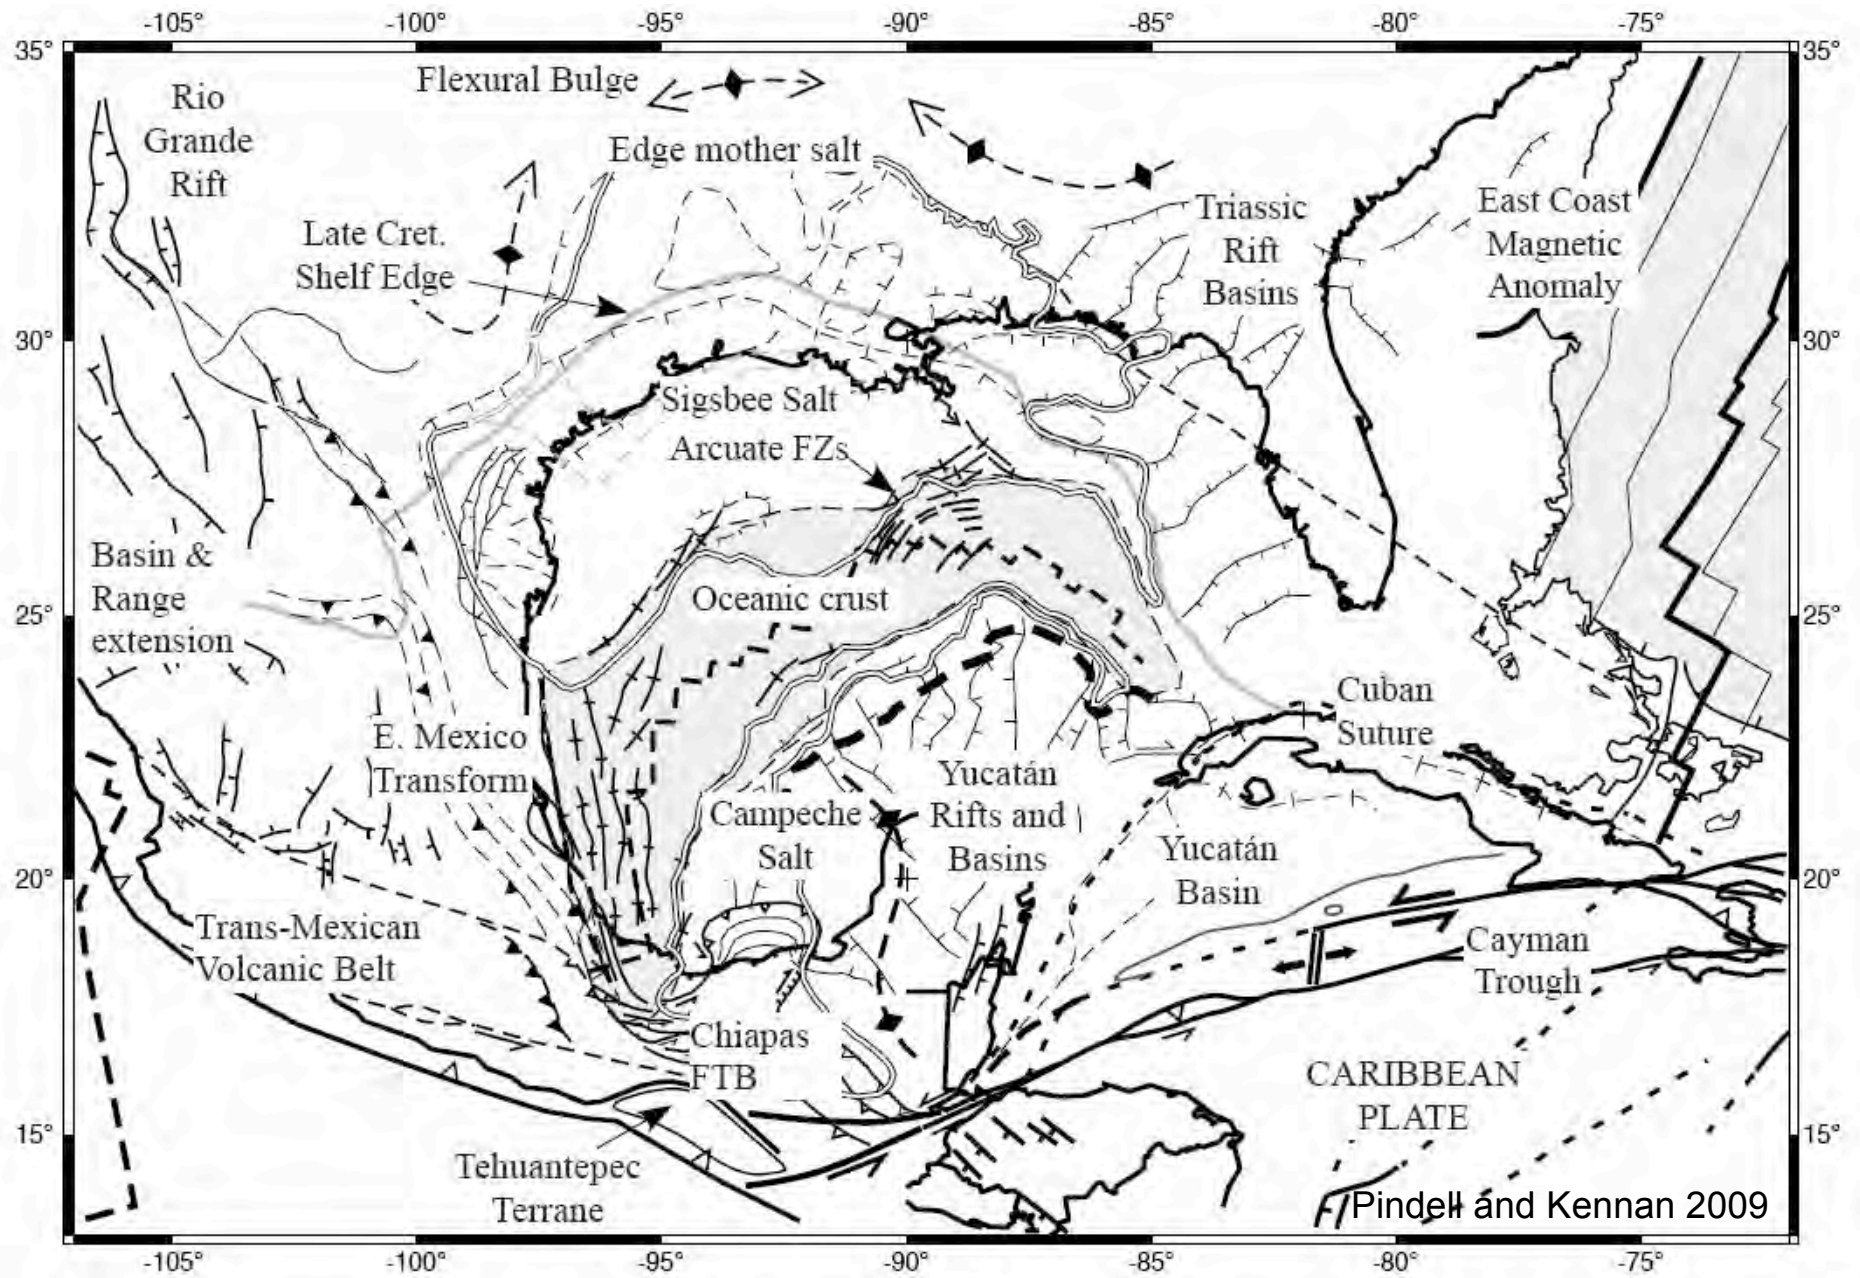 -105° -100° -95° -90° -85° -80° -75°
35° 35°
Flexural Bulge
Rio
Grande
Rift
Edge mother salt
Late Cret.
Shelf Edge
Triassic
Rift
Basins
East Coast
Magnetic
Anomaly
30° 30°
Sigsbee Salt
Arcuate FZs
Basin &
Range
extension
Oceanic crust
25° 25°
Cuban
Suture
E. Mexico
Transform
Campeche
Salt
Yucatán
Rifts and
Basins
Yucatán
Basin
20° 20°
Trans-Mexican
Volcanic Belt
Cayman
Trough
Chiapas
FTB
CARIBBEAN
PLATE
15° 15°
Tehuantepec
Terrane
Pindell and Kennan 2009
-105° -100° -95° -90° -85° -80° -75°